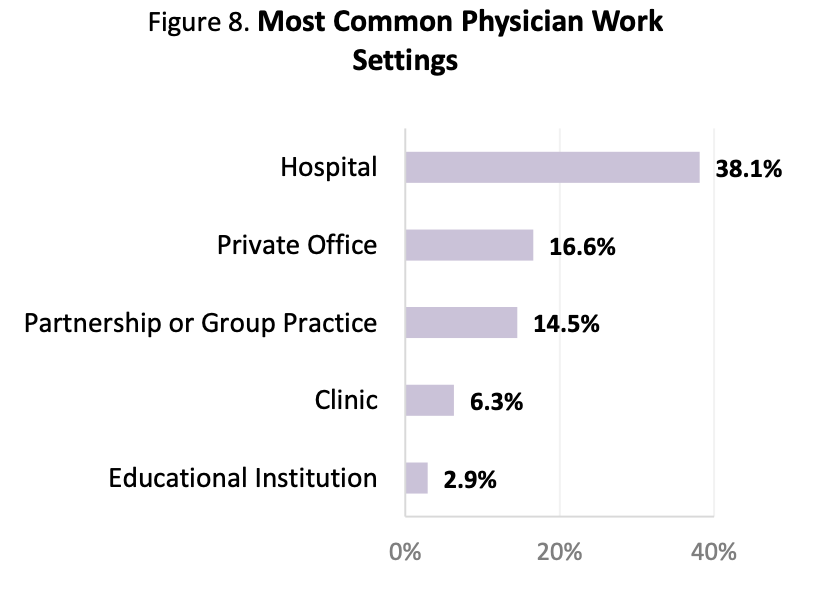 Figure 8. Most Common Physician Work
Settings
Hospital 38.1%
Private Office 16.6%
Partnership or Group Practice 14.5%
Clinic 6.3%
Educational Institution 2.9%
0% 20% 40%